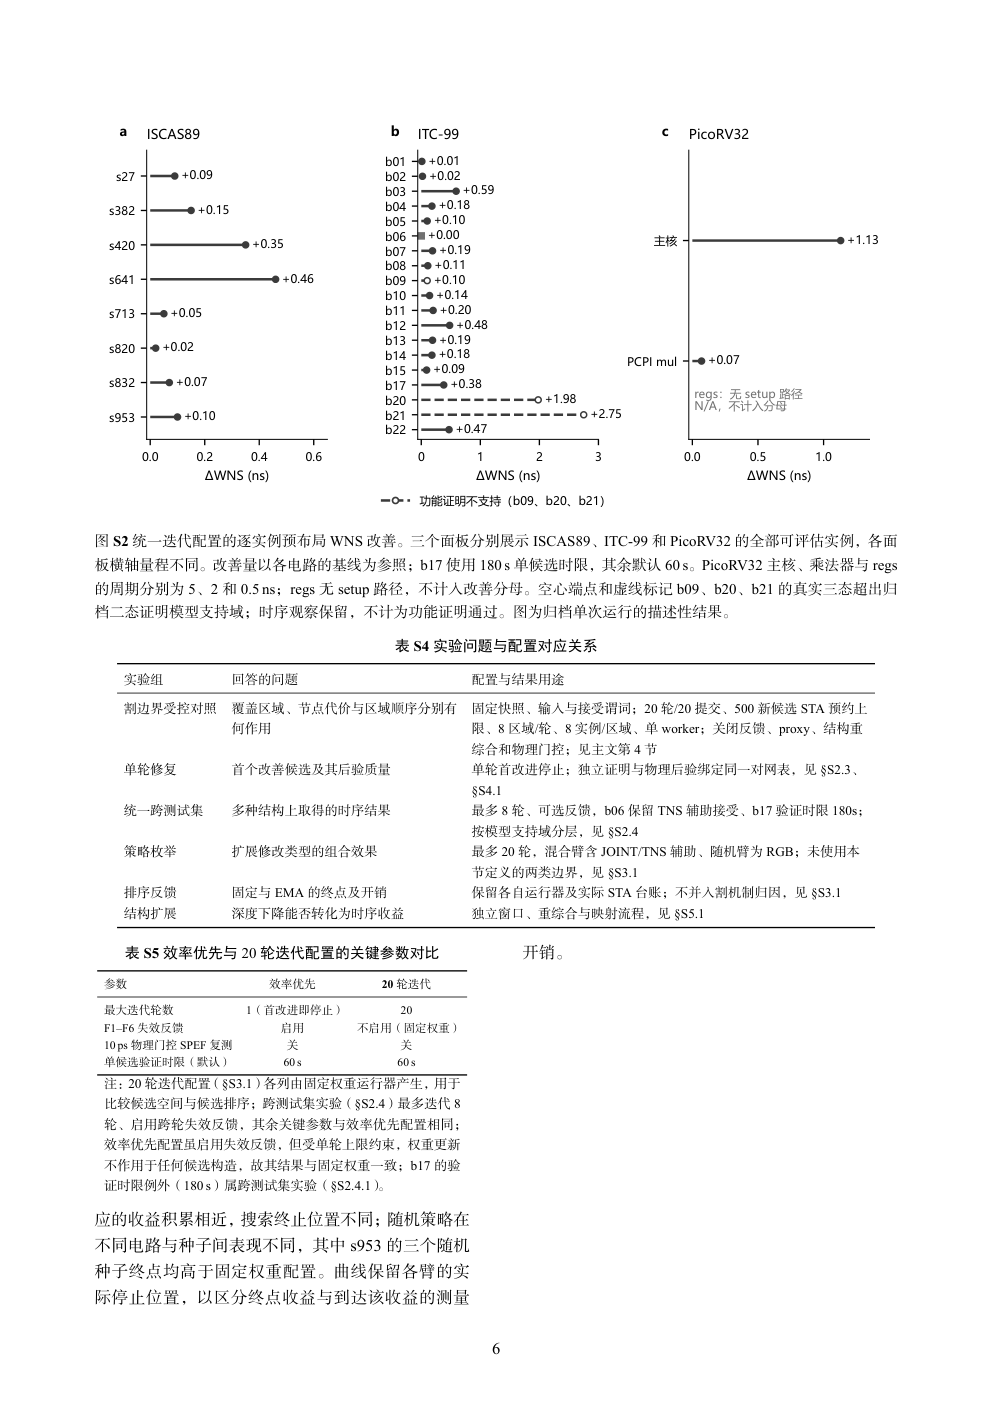 a ISCAS89
s27 +0.09
s382 +0.15
s420 +0.35
s641 +0.46
s713 +0.05
s820 +0.02
s832 +0.07
s953 +0.10
0.0 0.2 0.4 0.6
ΔWNS (ns)
b ITC-99
b01 +0.01
b02 +0.02
b03 +0.59
b04 +0.18
b05 +0.10
b06 +0.00
b07 +0.19
b08 +0.11
b09 +0.10
b10 +0.14
b11 +0.20
b12 +0.48
b13 +0.19
b14 +0.18
b15 +0.09
b17 +0.38
b20 +1.98
b21 +2.75
b22 +0.47
0 1 2 3
ΔWNS (ns)
c PicoRV32
主核 +1.13
PCPI mul +0.07
regs：无 setup 路径
N/A，不计入分母
0.0 0.5 1.0
ΔWNS (ns)
功能证明不支持（b09、b20、b21）
图 S2 统一迭代配置的逐实例预布局 WNS 改善。三个面板分别展示 ISCAS89、ITC-99 和 PicoRV32 的全部可评估实例，各面
板横轴量程不同。改善量以各电路的基线为参照；b17 使用 180 s 单候选时限，其余默认 60 s。PicoRV32 主核、乘法器与 regs
的周期分别为 5、2 和 0.5 ns；regs 无 setup 路径，不计入改善分母。空心端点和虚线标记 b09、b20、b21 的真实三态超出归
档二态证明模型支持域；时序观察保留，不计为功能证明通过。图为归档单次运行的描述性结果。
表 S4 实验问题与配置对应关系
实验组 回答的问题 配置与结果用途
割边界受控对照 覆盖区域、节点代价与区域顺序分别有 固定快照、输入与接受谓词；20 轮/20 提交、500 新候选 STA 预约上
何作用 限、8 区域/轮、8 实例/区域、单 worker；关闭反馈、proxy、结构重
综合和物理门控；见主文第 4 节
单轮修复 首个改善候选及其后验质量 单轮首改进停止；独立证明与物理后验绑定同一对网表，见 §S2.3、
§S4.1
统一跨测试集 多种结构上取得的时序结果 最多 8 轮、可选反馈，b06 保留 TNS 辅助接受、b17 验证时限 180s；
按模型支持域分层，见 §S2.4
策略枚举 扩展修改类型的组合效果 最多 20 轮，混合臂含 JOINT/TNS 辅助、随机臂为 RGB；未使用本
节定义的两类边界，见 §S3.1
排序反馈 固定与 EMA 的终点及开销 保留各自运行器及实际 STA 台账；不并入割机制归因，见 §S3.1
结构扩展 深度下降能否转化为时序收益 独立窗口、重综合与映射流程，见 §S5.1
表 S5 效率优先与 20 轮迭代配置的关键参数对比
参数 效率优先 20 轮迭代
最大迭代轮数 1（首改进即停止） 20
F1–F6 失效反馈 启用 不启用（固定权重）
10 ps 物理门控 SPEF 复测 关 关
单候选验证时限（默认） 60 s 60 s
注：20 轮迭代配置（§S3.1）各列由固定权重运行器产生，用于
比较候选空间与候选排序；跨测试集实验（§S2.4）最多迭代 8
轮、启用跨轮失效反馈，其余关键参数与效率优先配置相同；
效率优先配置虽启用失效反馈，但受单轮上限约束，权重更新
不作用于任何候选构造，故其结果与固定权重一致；b17 的验
证时限例外（180 s）属跨测试集实验（§S2.4.1）。
应的收益积累相近，搜索终止位置不同；随机策略在
不同电路与种子间表现不同，其中 s953 的三个随机
种子终点均高于固定权重配置。曲线保留各臂的实
际停止位置，以区分终点收益与到达该收益的测量
开销。
6